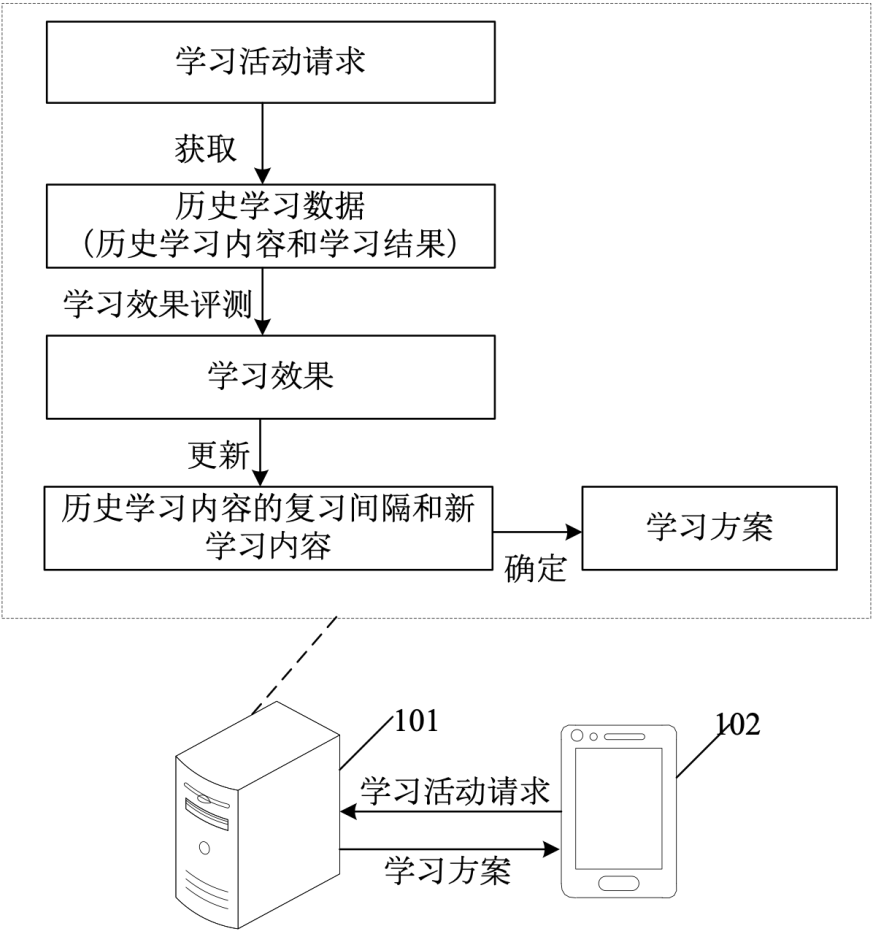 学习活动请求
获取
历史学习数据
（历史学习内容和学习结果）
学习效果评测
学习效果
更新
历史学习内容的复习间隔和新
学习内容
确定
学习方案
101
102
学习活动请求
学习方案